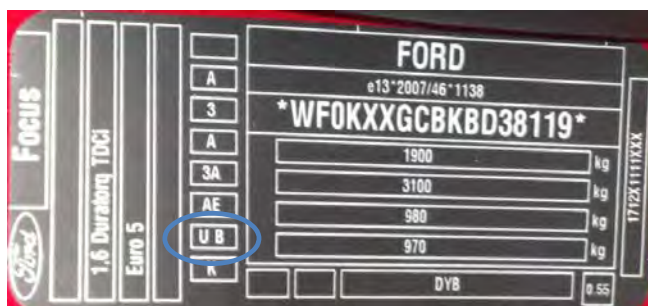 FOCUS
Ford
1.6 Duratorq TDCi
Euro 5
A
3
A
3A
AE
U B
K
FORD
e13*2007/46*1138
*WF0KXXGCBKBD38119*
1900 kg
3100 kg
980 kg
970 kg
DYB
0.55
1712X1111XXX